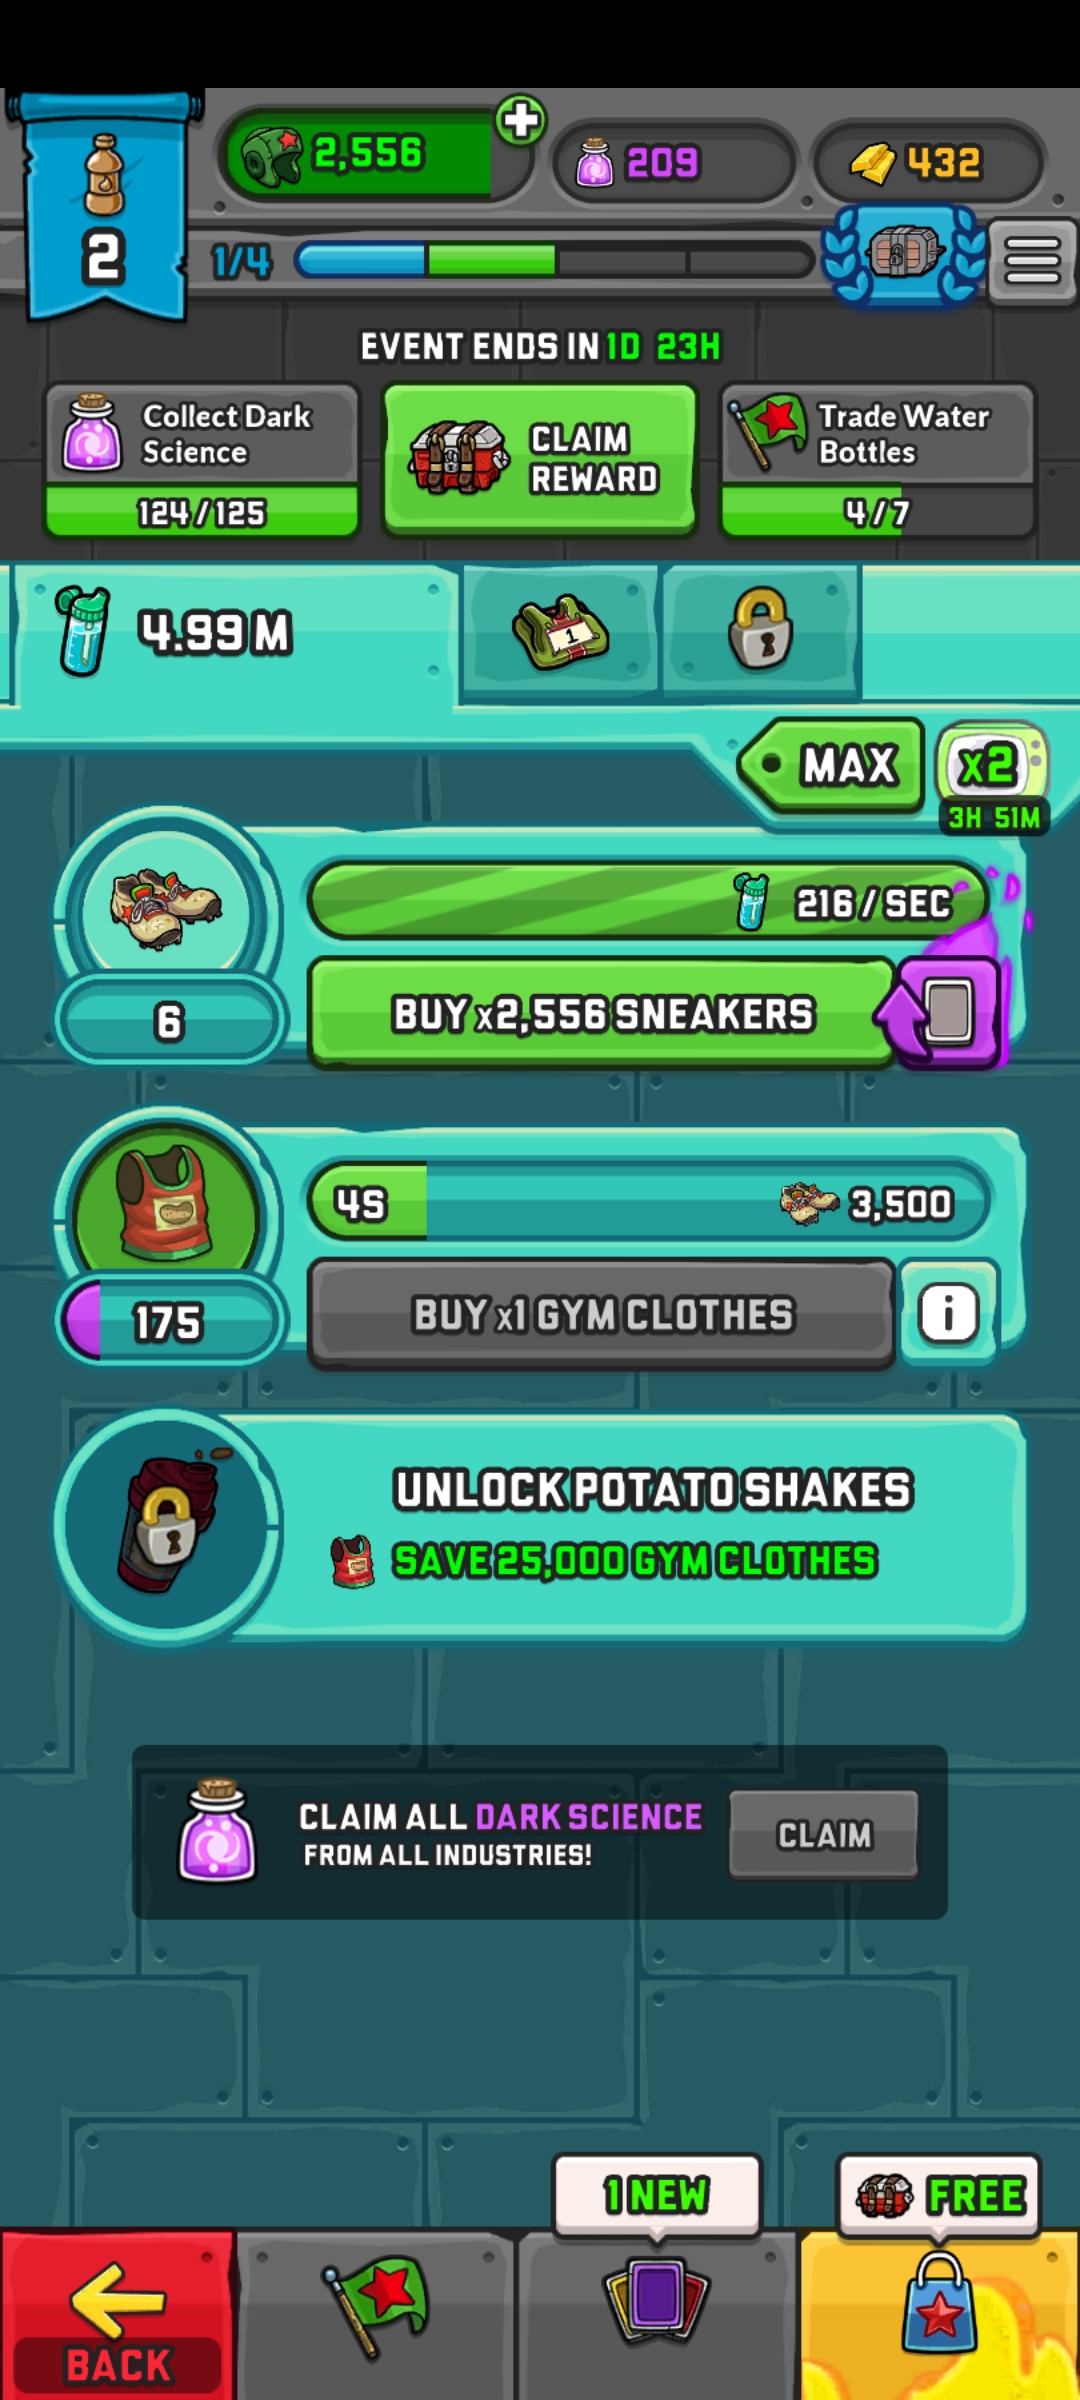 2,556
209
432
2
1/4
EVENT ENDS IN 1D 23H
Collect Dark
Science
124/125
CLAIM
REWARD
Trade Water
Bottles
4/7
4.99 M
1
MAX
x2
3H 51M
216/SEC
6
BUY x2,556 SNEAKERS
4S
3,500
175
BUY x1 GYM CLOTHES
i
UNLOCK POTATO SHAKES
SAVE 25,000 GYM CLOTHES
CLAIM ALL DARK SCIENCE
FROM ALL INDUSTRIES!
CLAIM
1 NEW
FREE
BACK